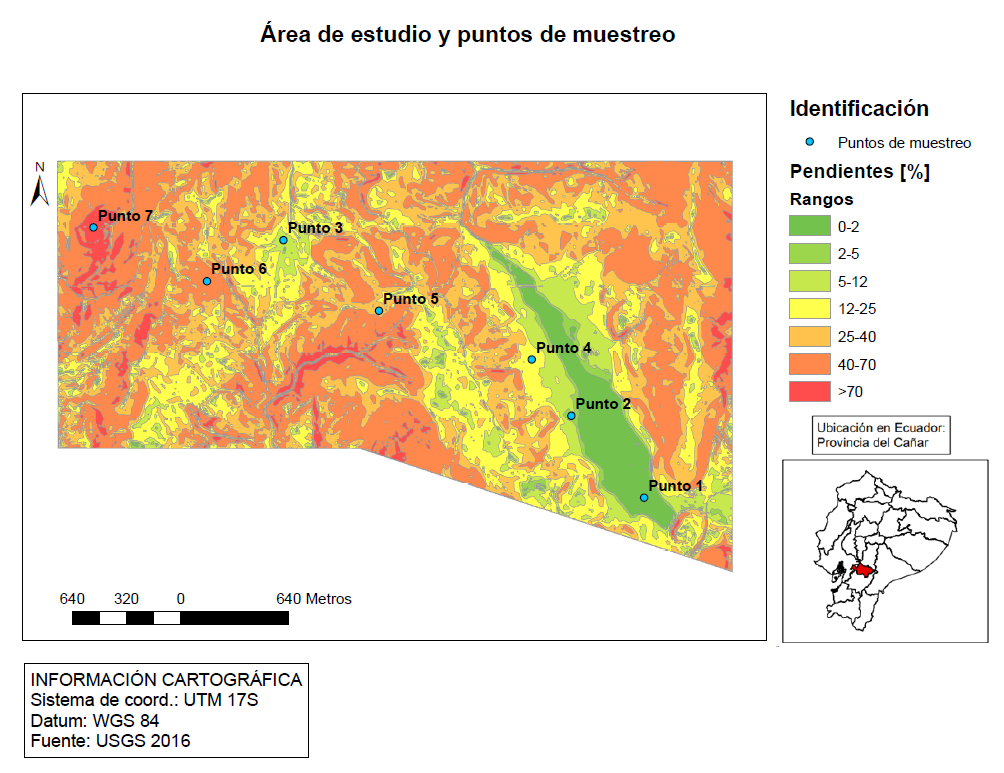 Área de estudio y puntos de muestreo
N
Punto 7
Punto 3
Punto 6
Punto 5
Punto 4
Punto 2
Punto 1
640 320 0 640 Metros
Identificación
Puntos de muestreo
Pendientes [%]
Rangos
0-2
2-5
5-12
12-25
25-40
40-70
>70
Ubicación en Ecuador:
Provincia del Cañar
INFORMACIÓN CARTOGRÁFICA
Sistema de coord.: UTM 17S
Datum: WGS 84
Fuente: USGS 2016